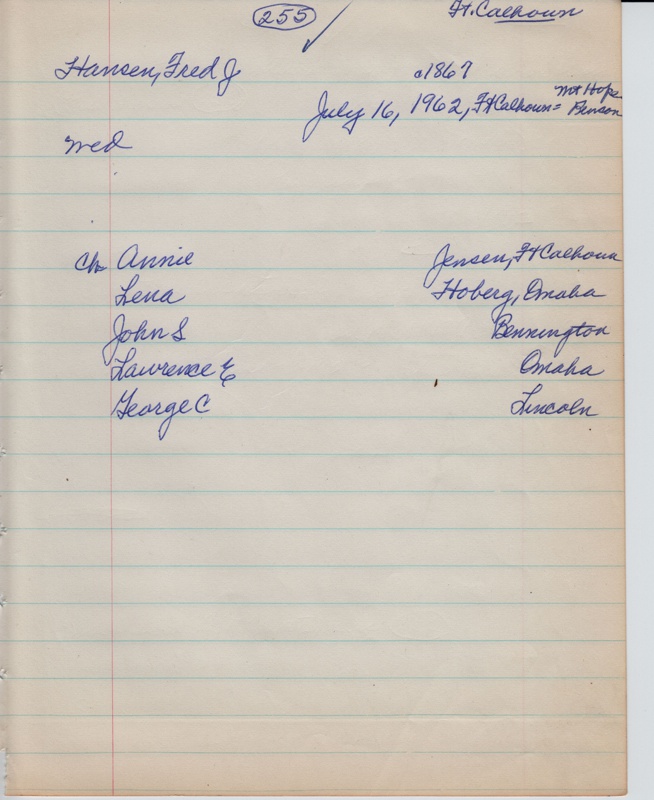 255 Ft. Calhoun
Hansen, Fred J c1867
July 16, 1962, Ft Calhoun = Mt Hope
Benson
Wed
Ch Annie Jensen, Ft Calhoun
Lena Hoberg, Omaha
John S Bennington
Lawrence E Omaha
George C Lincoln